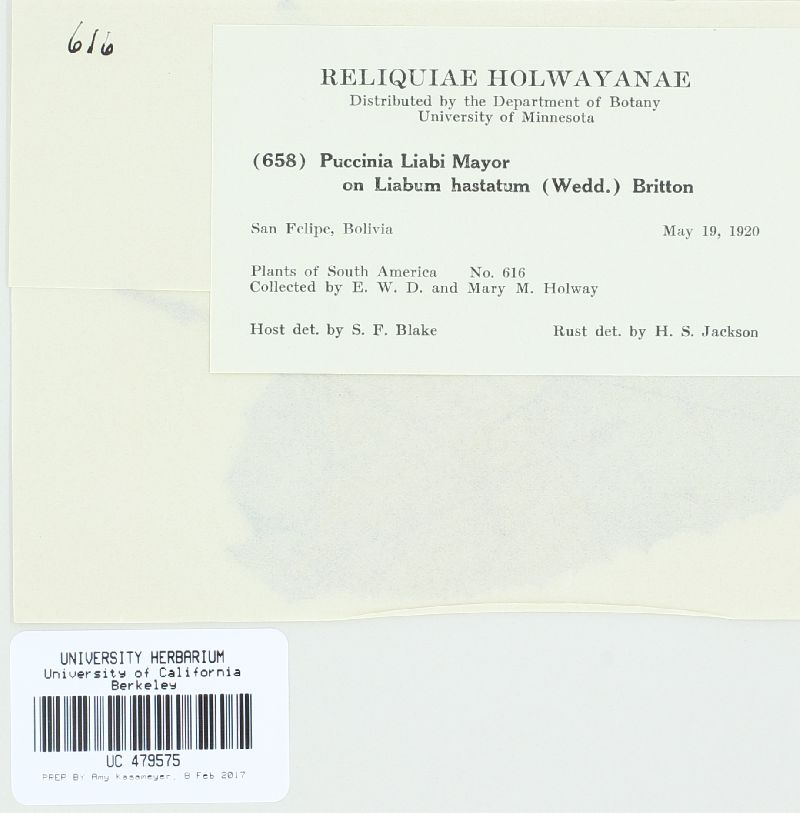 616
RELIQUIAE HOLWAYANAE
Distributed by the Department of Botany
University of Minnesota
(658) Puccinia Liabi Mayor
on Liabum hastatum (Wedd.) Britton
San Felipe, Bolivia May 19, 1920
Plants of South America No. 616
Collected by E. W. D. and Mary M. Holway
Host det. by S. F. Blake Rust det. by H. S. Jackson
UNIVERSITY HERBARIUM
University of California
Berkeley
UC 479575
PREP BY Amy Kasameyer, 8 Feb 2017